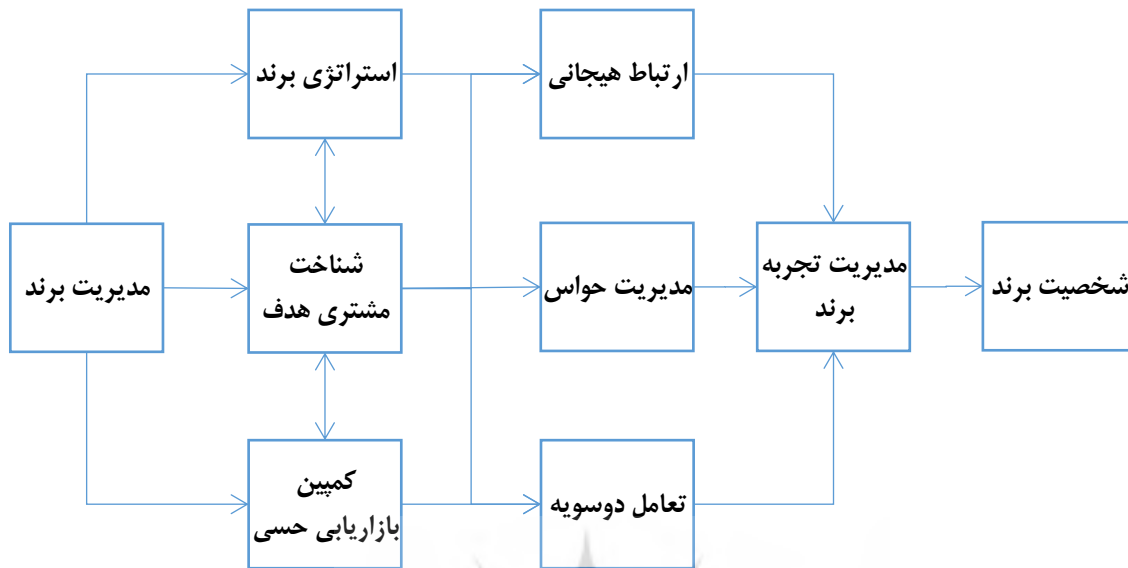 استراتژی برند
ارتباط هیجانی
مدیریت برند
شناخت
مشتری هدف
مدیریت حواس
مدیریت تجربه
برند
شخصیت برند
کمپین
بازاریابی حسی
تعامل دوسویه